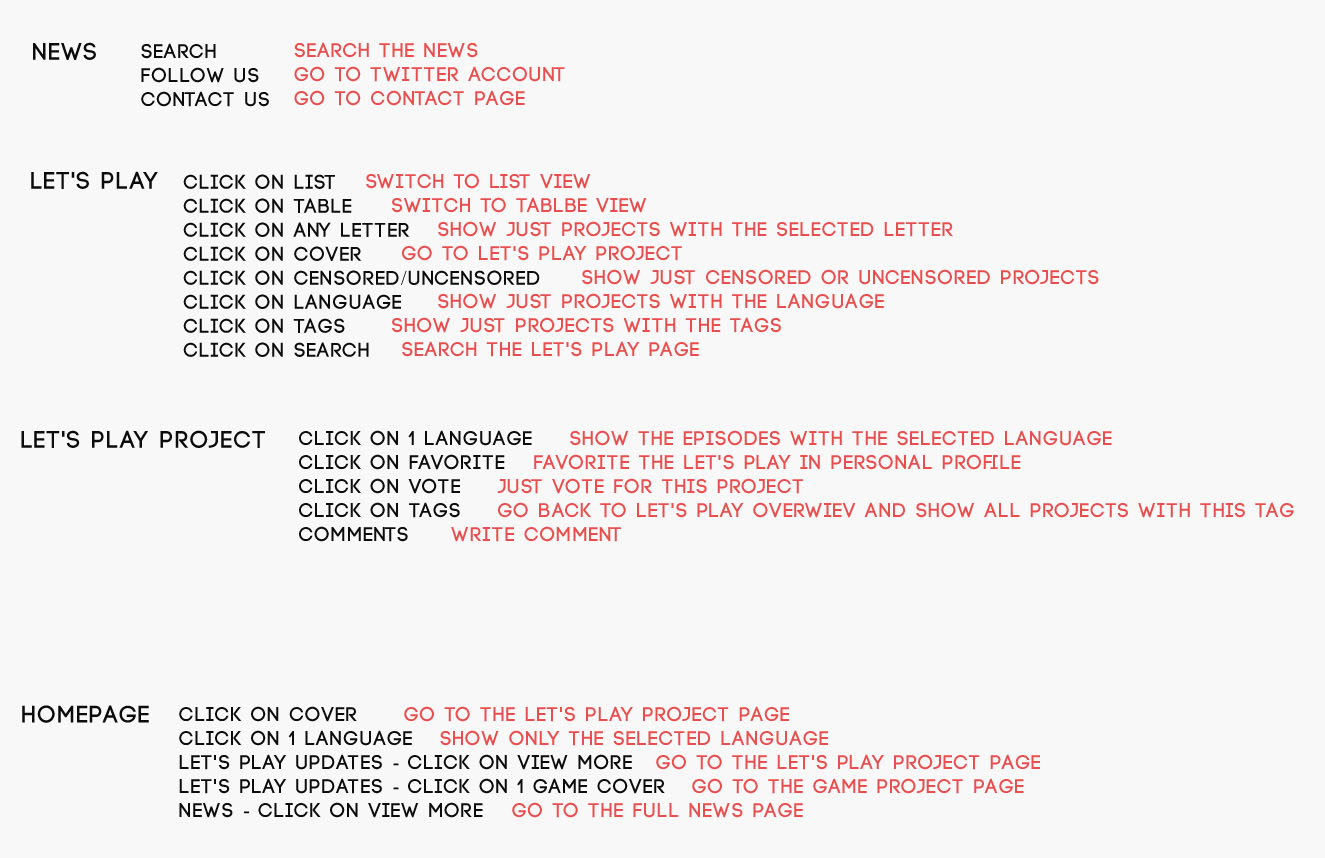 NEWS SEARCH SEARCH THE NEWS
FOLLOW US GO TO TWITTER ACCOUNT
CONTACT US GO TO CONTACT PAGE
LET'S PLAY CLICK ON LIST SWITCH TO LIST VIEW
CLICK ON TABLE SWITCH TO TABLBE VIEW
CLICK ON ANY LETTER SHOW JUST PROJECTS WITH THE SELECTED LETTER
CLICK ON COVER GO TO LET'S PLAY PROJECT
CLICK ON CENSORED/UNCENSORED SHOW JUST CENSORED OR UNCENSORED PROJECTS
CLICK ON LANGUAGE SHOW JUST PROJECTS WITH THE LANGUAGE
CLICK ON TAGS SHOW JUST PROJECTS WITH THE TAGS
CLICK ON SEARCH SEARCH THE LET'S PLAY PAGE
LET'S PLAY PROJECT CLICK ON 1 LANGUAGE SHOW THE EPISODES WITH THE SELECTED LANGUAGE
CLICK ON FAVORITE FAVORITE THE LET'S PLAY IN PERSONAL PROFILE
CLICK ON VOTE JUST VOTE FOR THIS PROJECT
CLICK ON TAGS GO BACK TO LET'S PLAY OVERWIEV AND SHOW ALL PROJECTS WITH THIS TAG
COMMENTS WRITE COMMENT
HOMEPAGE CLICK ON COVER GO TO THE LET'S PLAY PROJECT PAGE
CLICK ON 1 LANGUAGE SHOW ONLY THE SELECTED LANGUAGE
LET'S PLAY UPDATES - CLICK ON VIEW MORE GO TO THE LET'S PLAY PROJECT PAGE
LET'S PLAY UPDATES - CLICK ON 1 GAME COVER GO TO THE GAME PROJECT PAGE
NEWS - CLICK ON VIEW MORE GO TO THE FULL NEWS PAGE